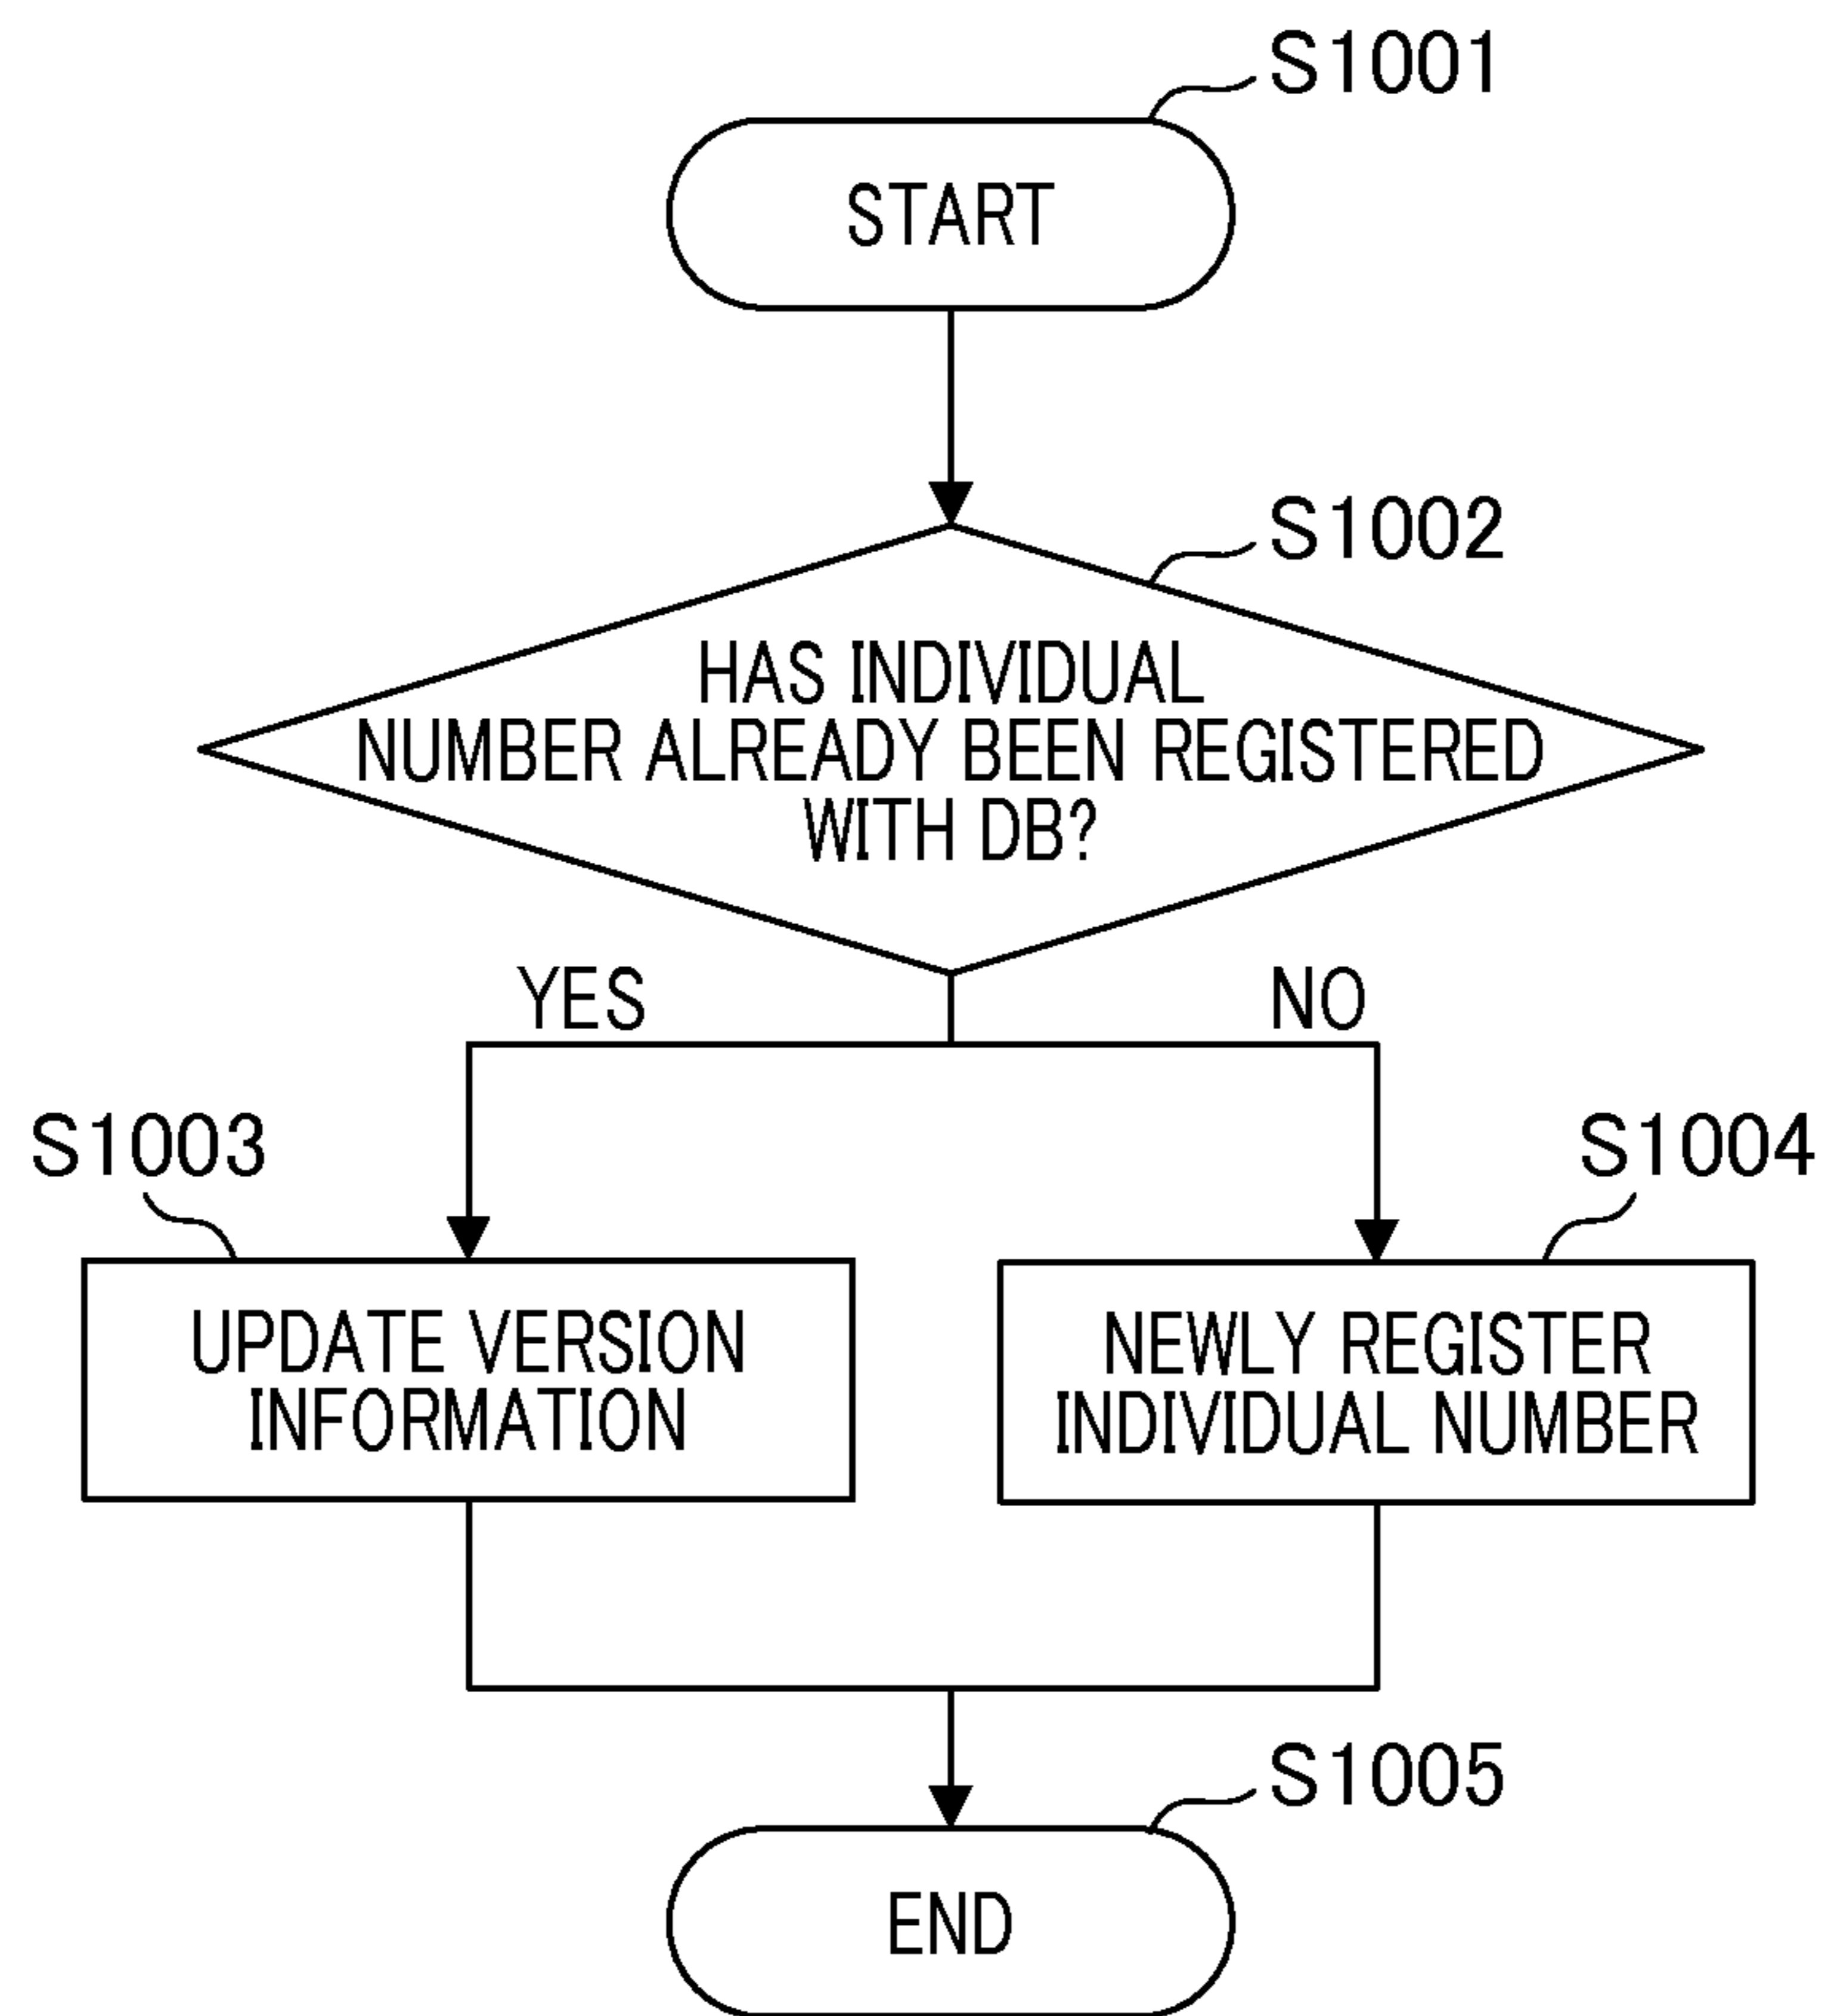 S1001
START
S1002
HAS INDIVIDUAL
NUMBER ALREADY BEEN REGISTERED
WITH DB?
YES
NO
S1003
S1004
UPDATE VERSION
INFORMATION
NEWLY REGISTER
INDIVIDUAL NUMBER
S1005
END